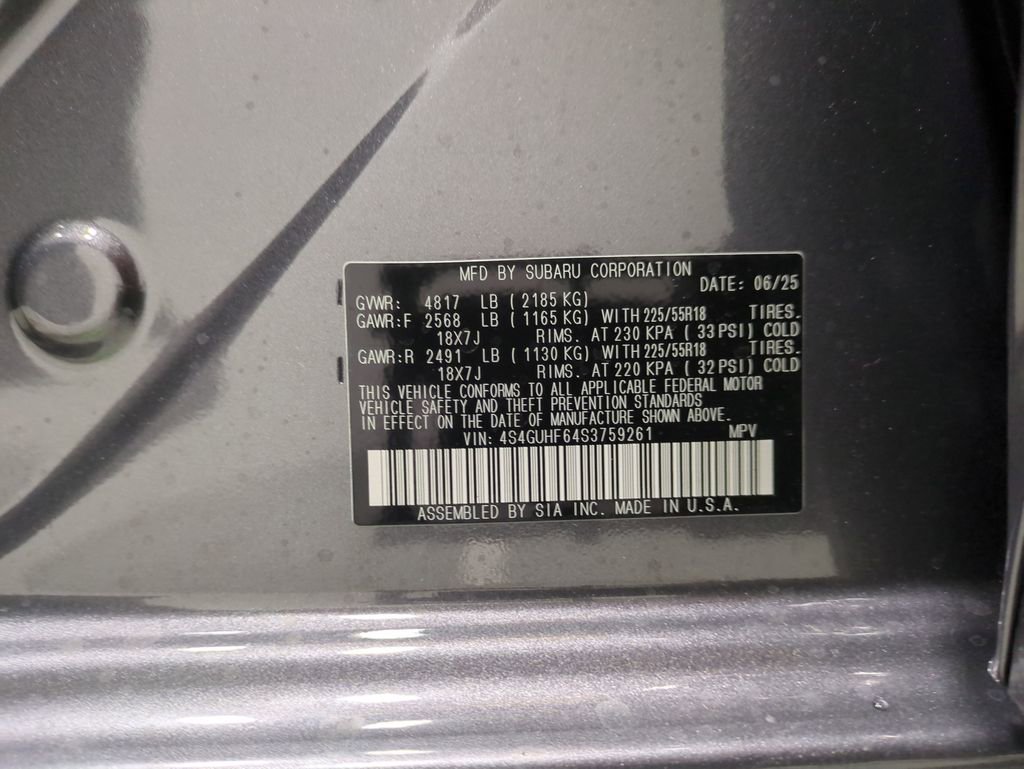 MFD BY SUBARU CORPORATION
DATE: 06/25
GVWR: 4817 LB ( 2185 KG)
GAWR:F 2568 LB ( 1165 KG) WITH 225/55R18 TIRES.
18X7J RIMS. AT 230 KPA ( 33 PSI) COLD
GAWR:R 2491 LB ( 1130 KG) WITH 225/55R18 TIRES.
18X7J RIMS. AT 220 KPA ( 32 PSI) COLD
THIS VEHICLE CONFORMS TO ALL APPLICABLE FEDERAL MOTOR
VEHICLE SAFETY AND THEFT PREVENTION STANDARDS
IN EFFECT ON THE DATE OF MANUFACTURE SHOWN ABOVE.
VIN: 4S4GUHF64S3759261 MPV
ASSEMBLED BY SIA INC. MADE IN U.S.A.